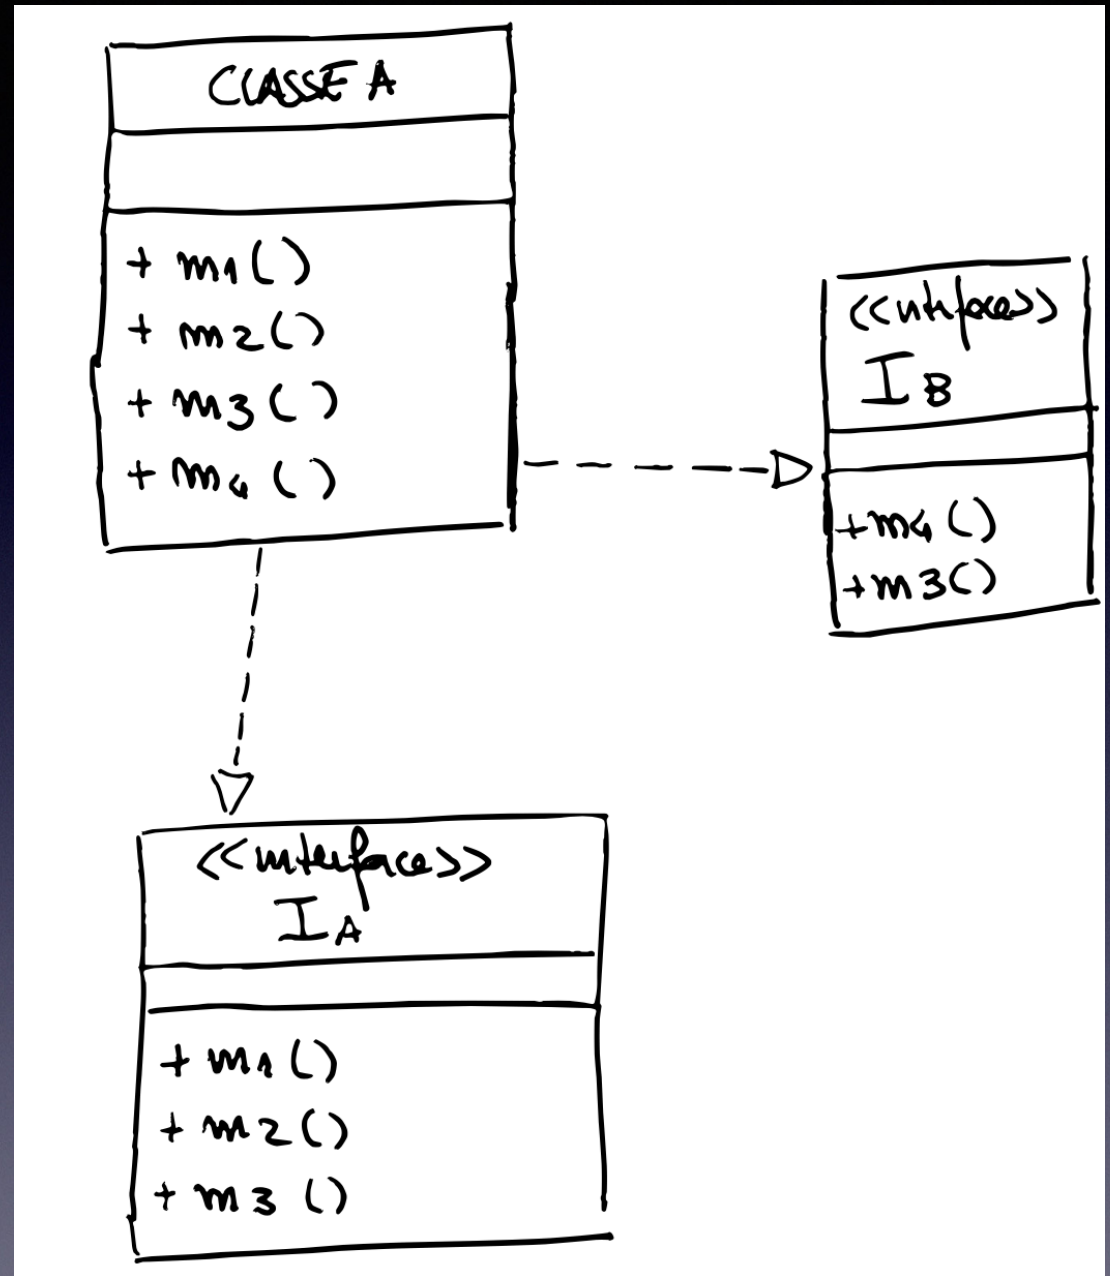 CLASSE A
+ m1()
+ m2()
+ m3()
+ m4()
<<interface>>
IB
+m4()
+m3()
<<interface>>
IA
+ m1()
+ m2()
+ m3()